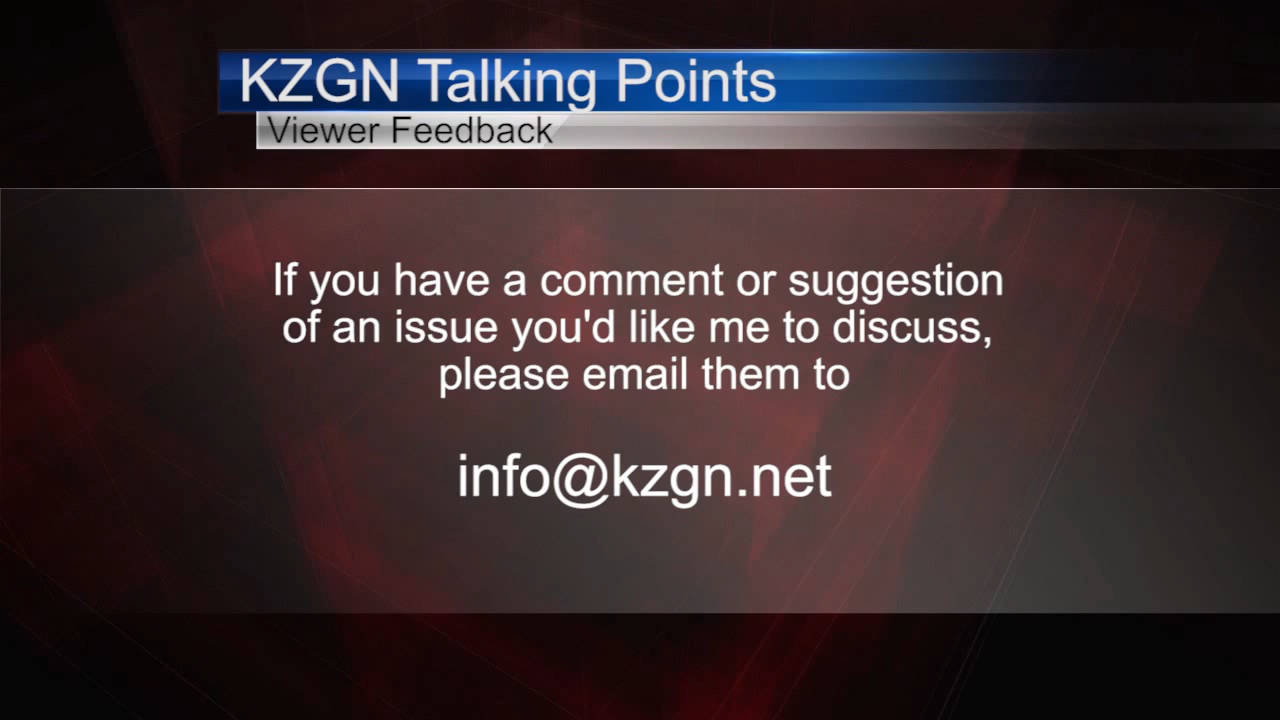 KZGN Talking Points
Viewer Feedback
If you have a comment or suggestion
of an issue you'd like me to discuss,
please email them to
info@kzgn.net